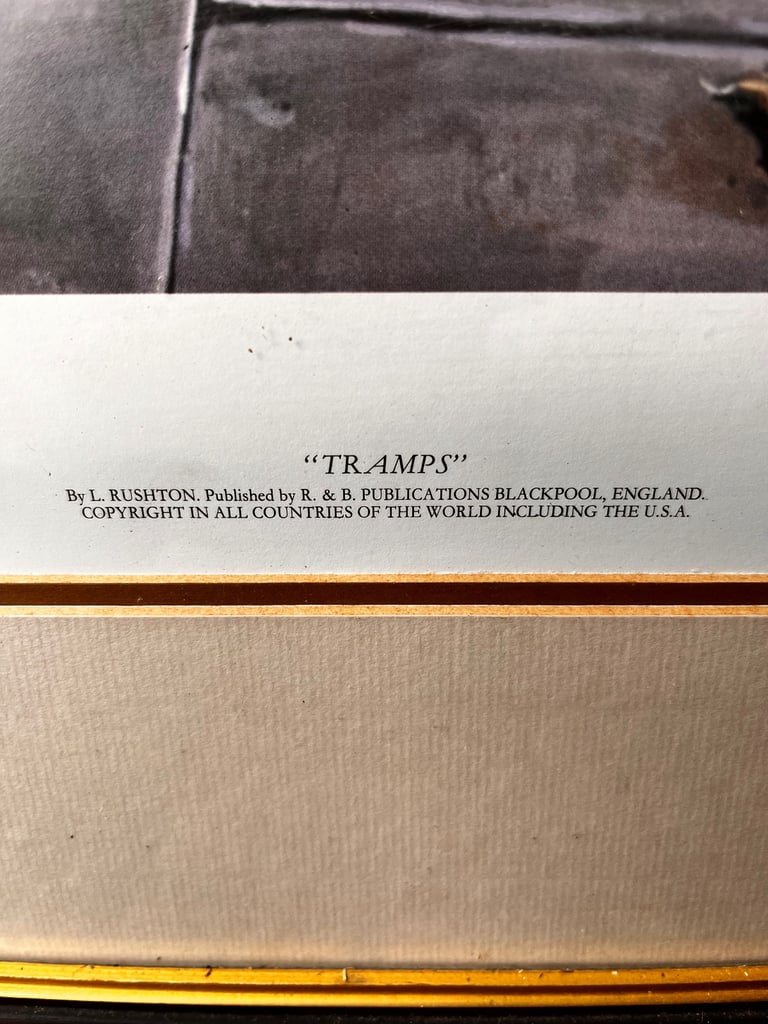 “TRAMPS”
By L. RUSHTON. Published by R. & B. PUBLICATIONS BLACKPOOL, ENGLAND.
COPYRIGHT IN ALL COUNTRIES OF THE WORLD INCLUDING THE U.S.A.